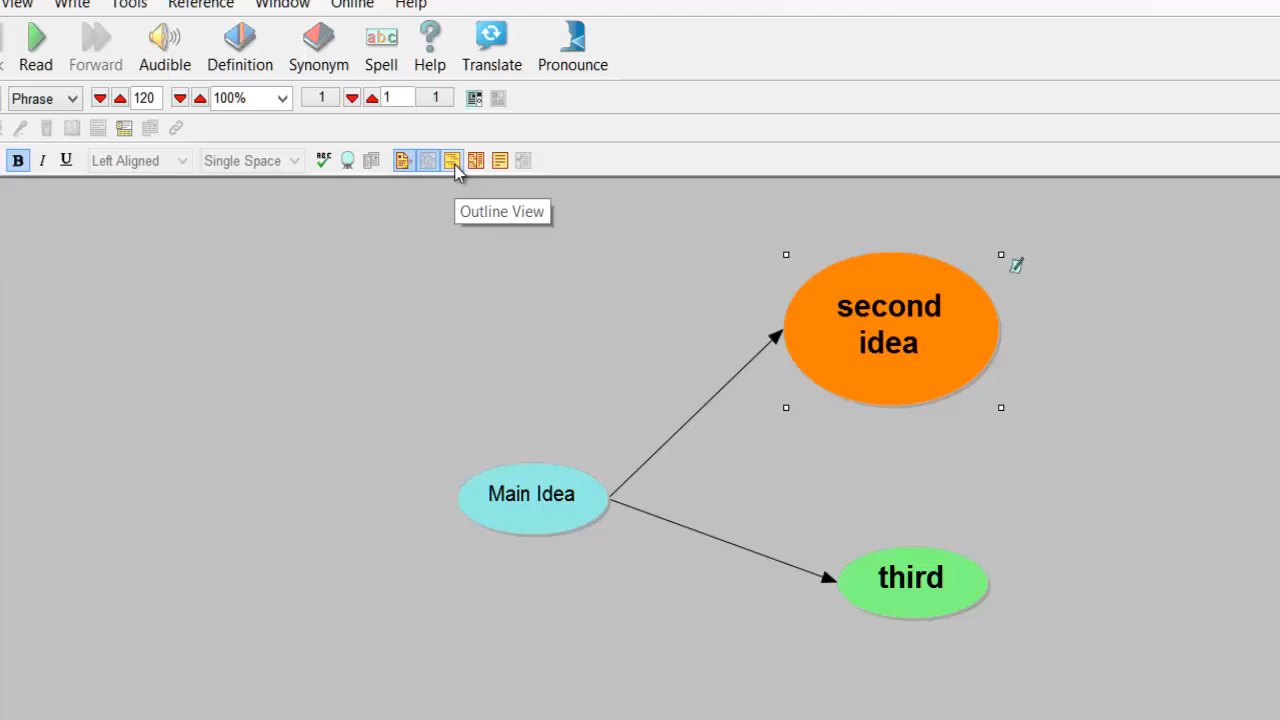 View Write Tools Reference Window Online Help
Read Forward Audible Definition Synonym Spell Help Translate Pronounce
abc
Phrase 120 100% 1 1 1
B I U Left Aligned Single Space ABC
Outline View
second
idea
Main Idea
third